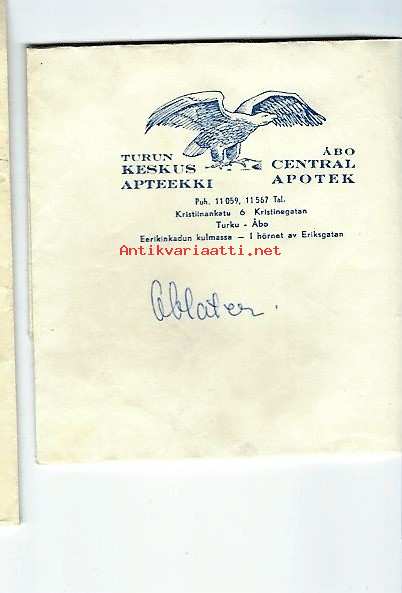 TURUN
KESKUS
APTEEKKI
ÅBO
CENTRAL
APOTEK
Puh. 11 059, 11 567 Tel.
Kristiinankatu 6 Kristinegatan
Turku - Åbo
Antikvariaatti.net
Eerikinkadun kulmassa — I hörnet av Eriksgatan
Oblater.